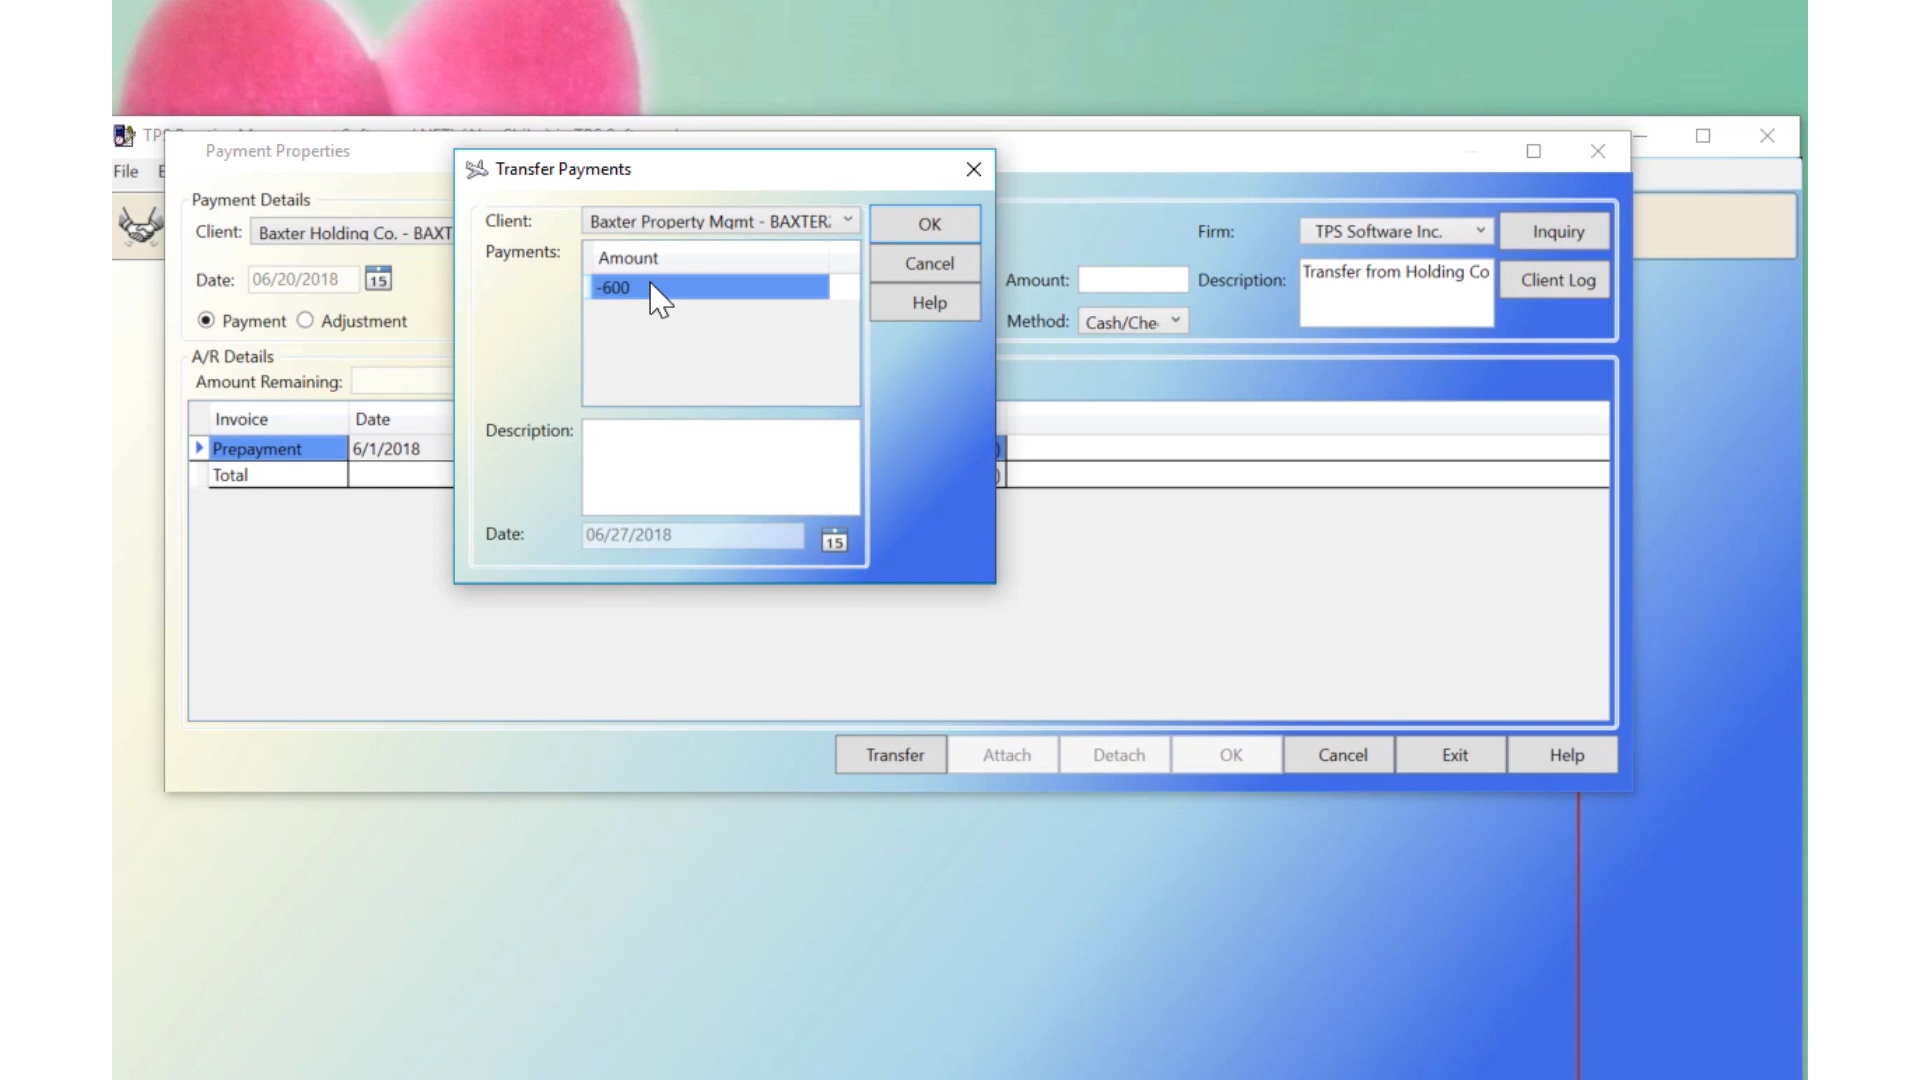 TPS
Payment Properties
Transfer Payments
File
Payment Details
Client: Baxter Holding Co. - BAXT
Client: Baxter Property Mgmt - BAXTER
OK
Firm: TPS Software Inc. Inquiry
Payments: Amount
Cancel
Date: 06/20/2018 15
-600
Help
Amount: Description: Transfer from Holding Co Client Log
Payment Adjustment
Method: Cash/Che
A/R Details
Amount Remaining:
Invoice Date
Description:
Prepayment 6/1/2018
Total
Date: 06/27/2018 15
Transfer Attach Detach OK Cancel Exit Help